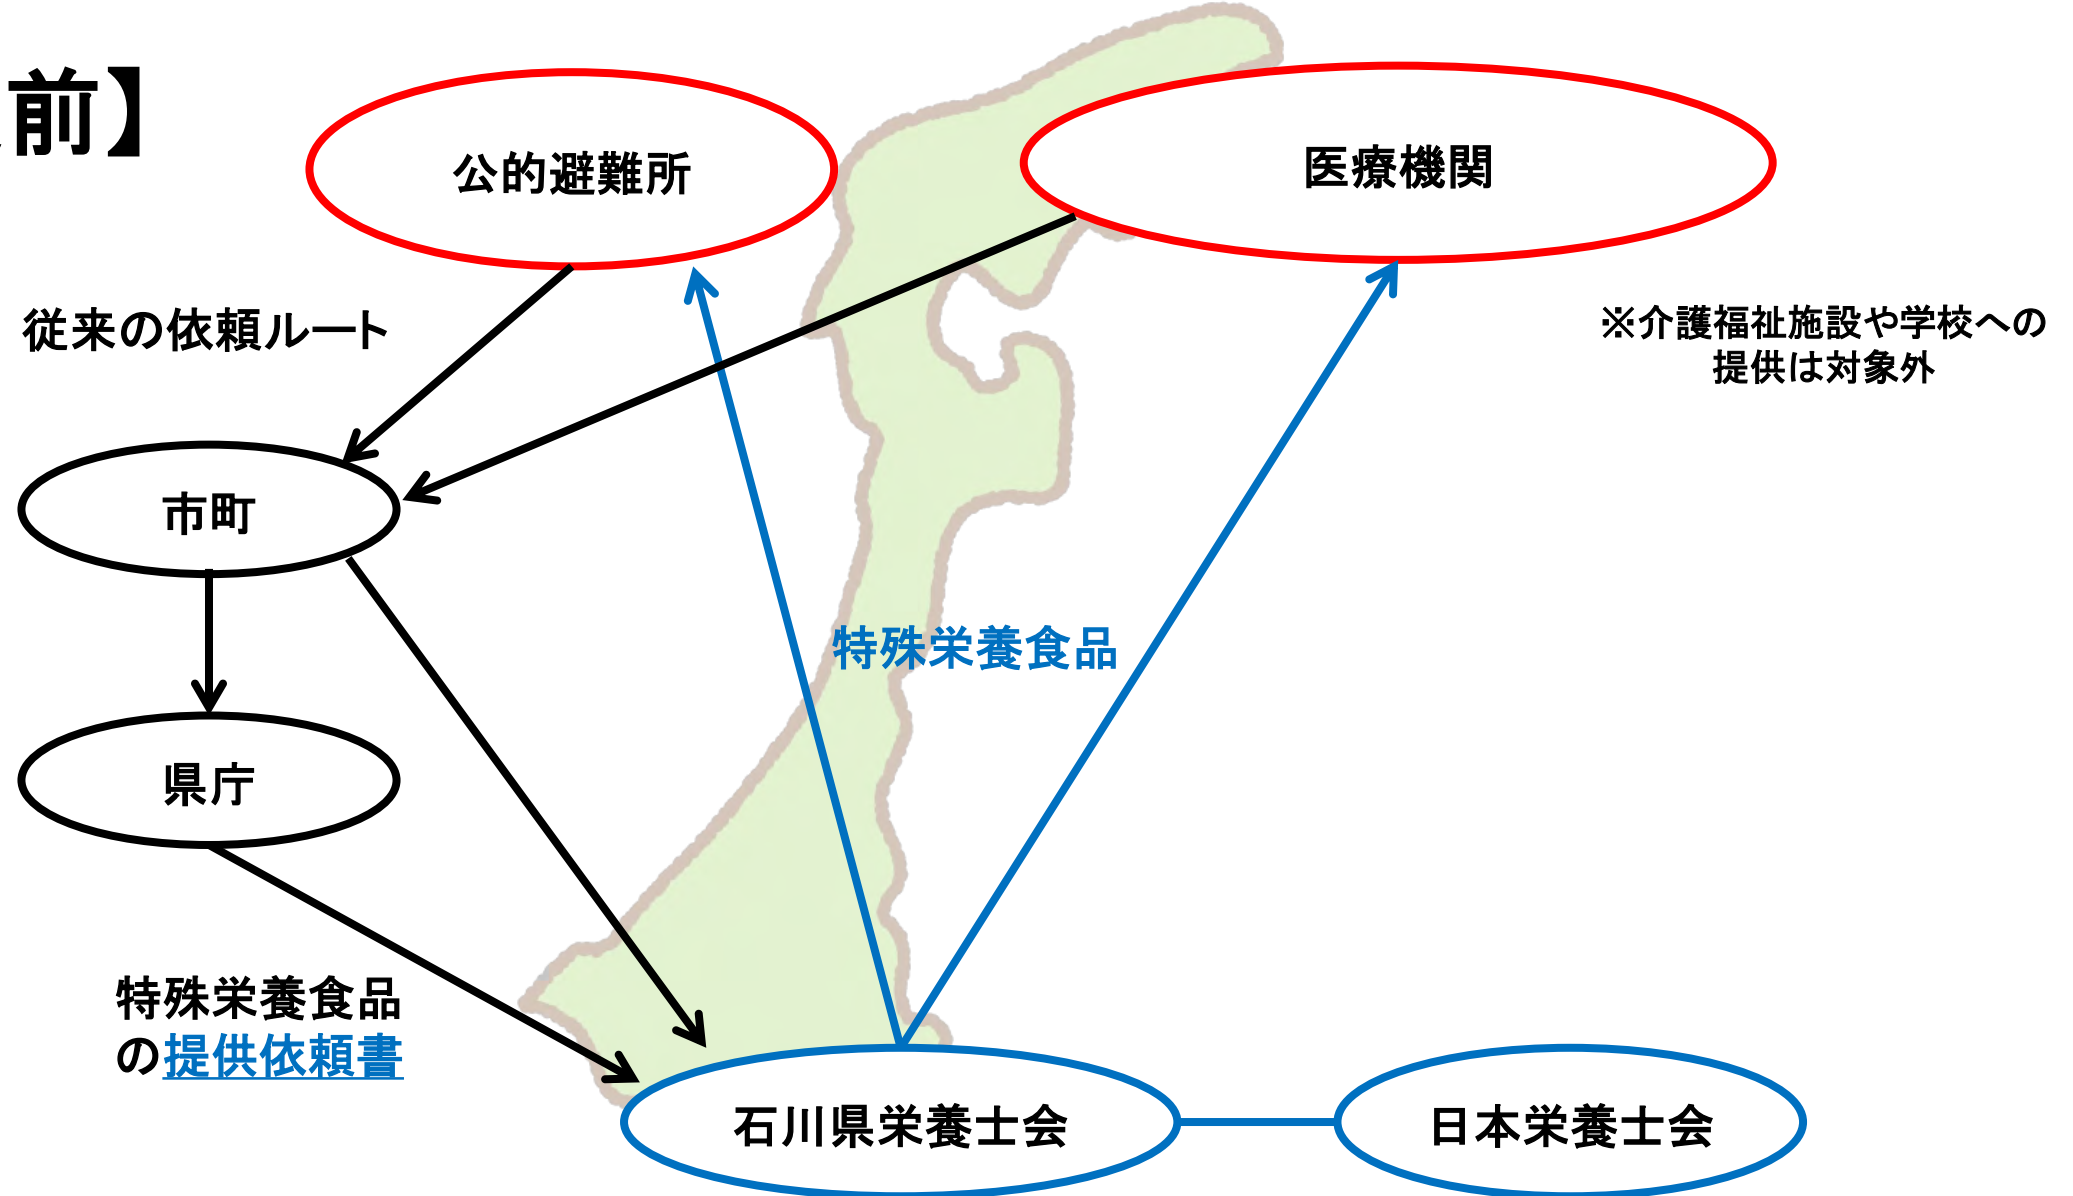 前】
公的避難所
医療機関
従来の依頼ルート
※介護福祉施設や学校への
提供は対象外
市町
特殊栄養食品
県庁
特殊栄養食品
の提供依頼書
石川県栄養士会
日本栄養士会